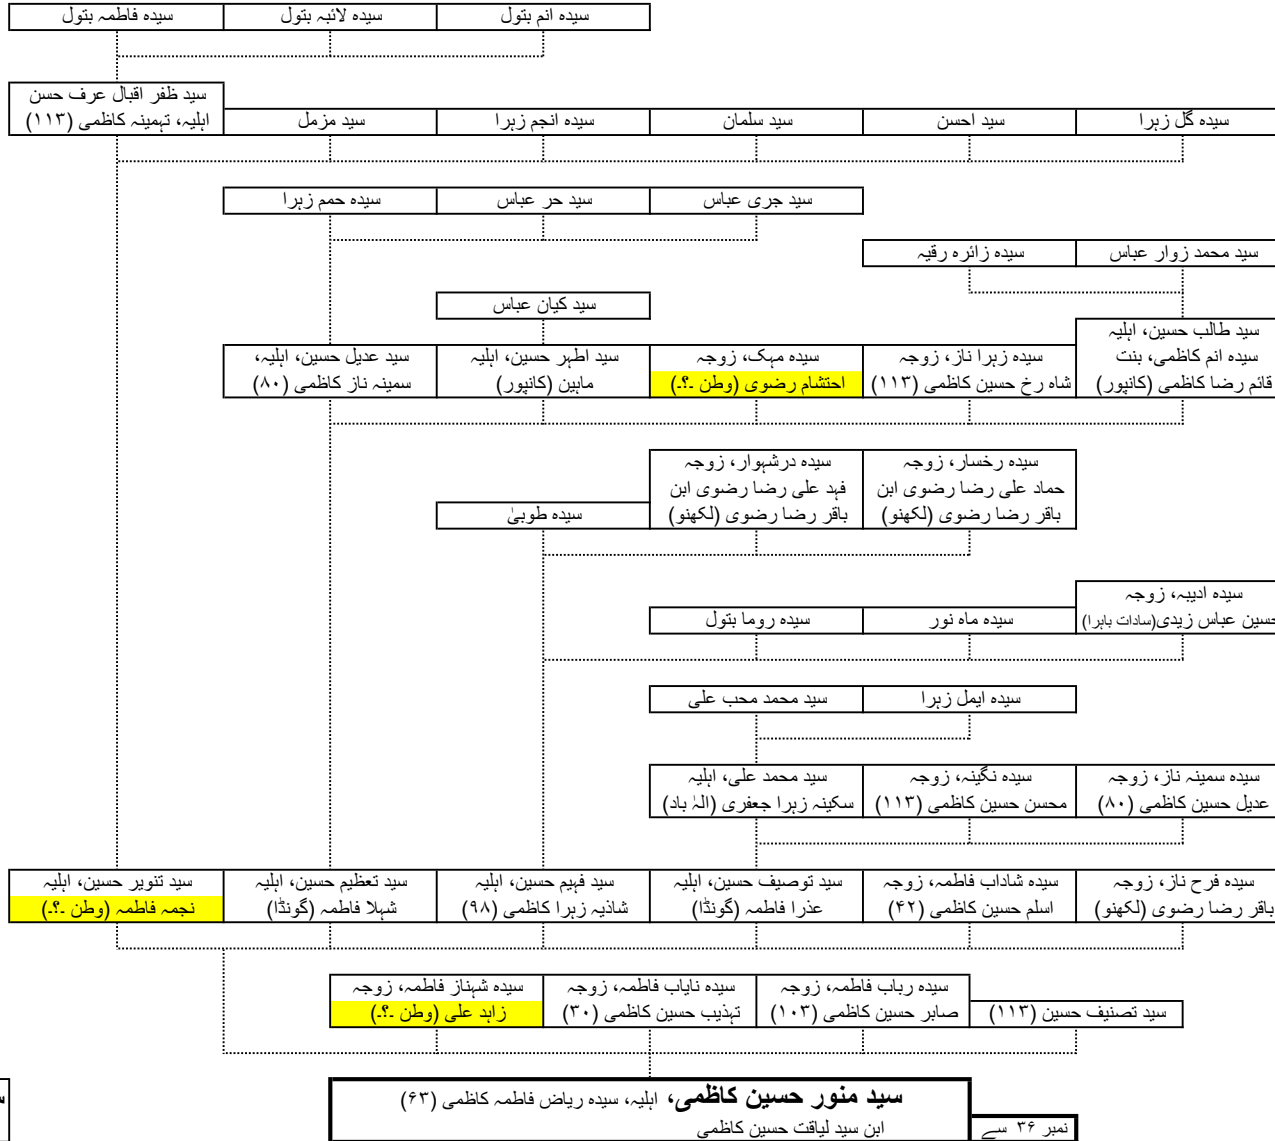 سیدہ انم بتول
سیدہ لائبہ بتول
سیدہ فاطمہ بتول
سیدہ گل زہرا
سید احسن
سید سلمان
سیدہ انجم زہرا
سید مزمل
سید ظفر اقبال عرف حسن
اہلیہ، تہمینہ کاظمی (۱۱۳)
سید جری عباس
سید حر عباس
سیدہ حمم زہرا
سید محمد زوار عباس
سیدہ زائرہ رقیہ
سید کیان عباس
سید طالب حسین، اہلیہ
سیدہ انم کاظمی، بنت
قائم رضا کاظمی (کانپور)
سیدہ زہرا ناز، زوجہ
شاہ رخ حسین کاظمی (۱۱۳)
سیدہ مہک، زوجہ
احتشام رضوی (وطن ۔؟۔)
سید اطہر حسین، اہلیہ
ماہین (کانپور)
سید عدیل حسین، اہلیہ،
سمینہ ناز کاظمی (۸۰)
سیدہ رخسار، زوجہ
حماد علی رضا رضوی ابن
باقر رضا رضوی (لکھنو)
سیدہ درشہوار، زوجہ
فہد علی رضا رضوی ابن
باقر رضا رضوی (لکھنو)
سیدہ طوبیٰ
سیدہ ادیبہ، زوجہ
حسین عباس زیدی(سادات باہرا)
سیدہ ماہ نور
سیدہ روما بتول
سیدہ ایمل زہرا
سید محمد محب علی
سیدہ سمینہ ناز، زوجہ
عدیل حسین کاظمی (۸۰)
سیدہ نگینہ، زوجہ
محسن حسین کاظمی (۱۱۳)
سید محمد علی، اہلیہ
سکینہ زہرا جعفری (الہٰ باد)
سیدہ فرح ناز، زوجہ
باقر رضا رضوی (لکھنو)
سیدہ شاداب فاطمہ، زوجہ
اسلم حسین کاظمی (۴۲)
سید توصیف حسین، اہلیہ
عذرا فاطمہ (گونڈا)
سید فہیم حسین، اہلیہ
شاذیہ زہرا کاظمی (۹۸)
سید تعظیم حسین، اہلیہ
شہلا فاطمہ (گونڈا)
سید تنویر حسین، اہلیہ
نجمہ فاطمہ (وطن ۔؟۔)
سید تصنیف حسین (۱۱۳)
سیدہ رباب فاطمہ، زوجہ
صابر حسین کاظمی (۱۰۳)
سیدہ نایاب فاطمہ، زوجہ
تہذیب حسین کاظمی (۳۰)
سیدہ شہناز فاطمہ، زوجہ
زاہد علی (وطن ۔؟۔)
سید منور حسین کاظمی، اہلیہ، سیدہ ریاض فاطمہ کاظمی (۶۳)
ابن سید لیاقت حسین کاظمی
نمبر ۳۶ سے